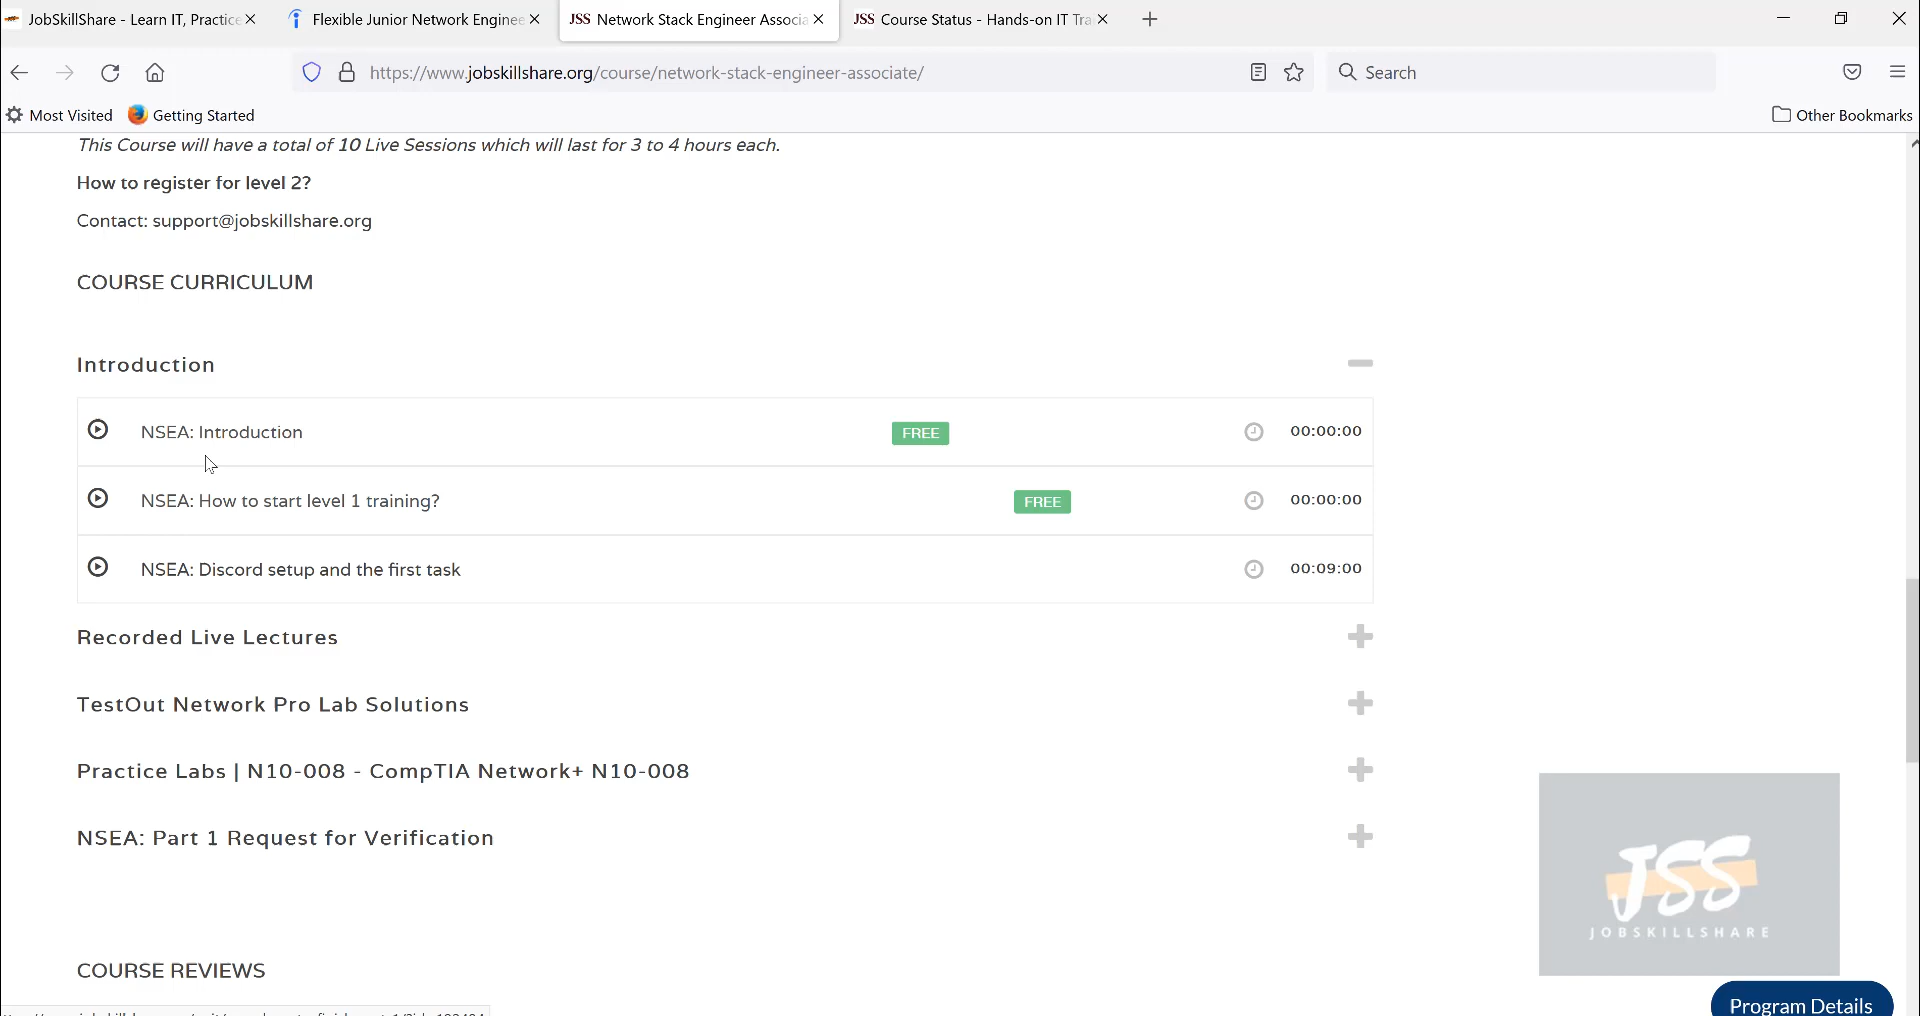 JobSkillShare - Learn IT, Practice
Flexible Junior Network Enginee
JSS Network Stack Engineer Associa
JSS Course Status - Hands-on IT Tra
https://www.jobskillshare.org/course/network-stack-engineer-associate/
Search
Most Visited
Getting Started
Other Bookmarks
This Course will have a total of 10 Live Sessions which will last for 3 to 4 hours each.
How to register for level 2?
Contact: support@jobskillshare.org
COURSE CURRICULUM
Introduction
NSEA: Introduction FREE 00:00:00
NSEA: How to start level 1 training? FREE 00:00:00
NSEA: Discord setup and the first task 00:09:00
Recorded Live Lectures
TestOut Network Pro Lab Solutions
Practice Labs | N10-008 - CompTIA Network+ N10-008
NSEA: Part 1 Request for Verification
JSS
JOBSKILLSHARE
COURSE REVIEWS
Program Details